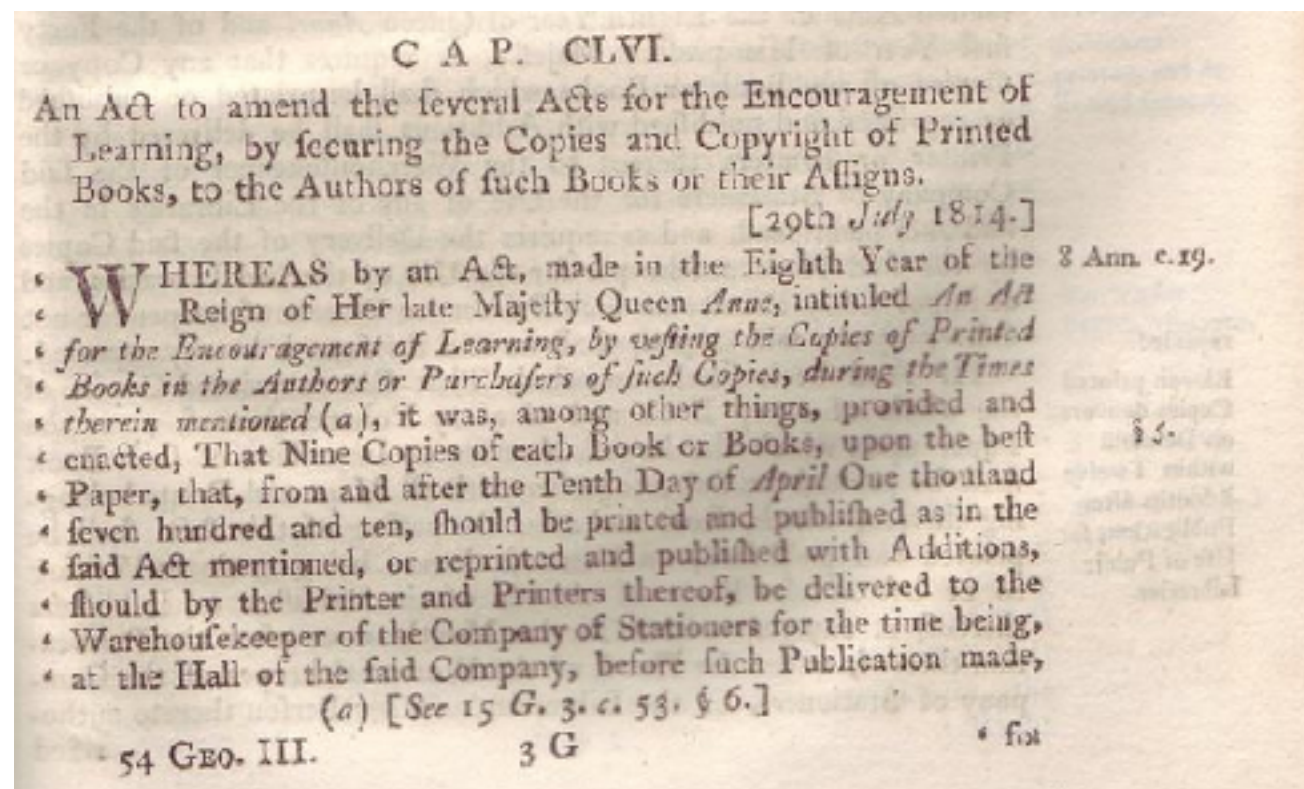 C A P. CLVI.
An Act to amend the ſeveral Acts for the Encouragement of
Learning, by ſecuring the Copies and Copyright of Printed
Books, to the Authors of ſuch Books or their Aſſigns.
[29th July 1814.]
‘ WHEREAS by an Act, made in the Eighth Year of the
8 Ann. c.19.
‘ Reign of Her late Majeſty Queen Anne, intituled An Act
‘ for the Encouragement of Learning, by veſting the Copies of Printed
‘ Books in the Authors or Purchaſers of ſuch Copies, during the Times
‘ therein mentioned (a), it was, among other things, provided and
§ 5.
‘ enacted, That Nine Copies of each Book or Books, upon the beſt
‘ Paper, that, from and after the Tenth Day of April One thouſand
‘ ſeven hundred and ten, ſhould be printed and publiſhed as in the
‘ ſaid Act mentioned, or reprinted and publiſhed with Additions,
‘ ſhould by the Printer and Printers thereof, be delivered to the
‘ Warehouſekeeper of the Company of Stationers for the time being,
‘ at the Hall of the ſaid Company, before ſuch Publication made,
(a) [See 15 G. 3. c. 53. § 6.]
‘ for
54 GEO. III. 3 G